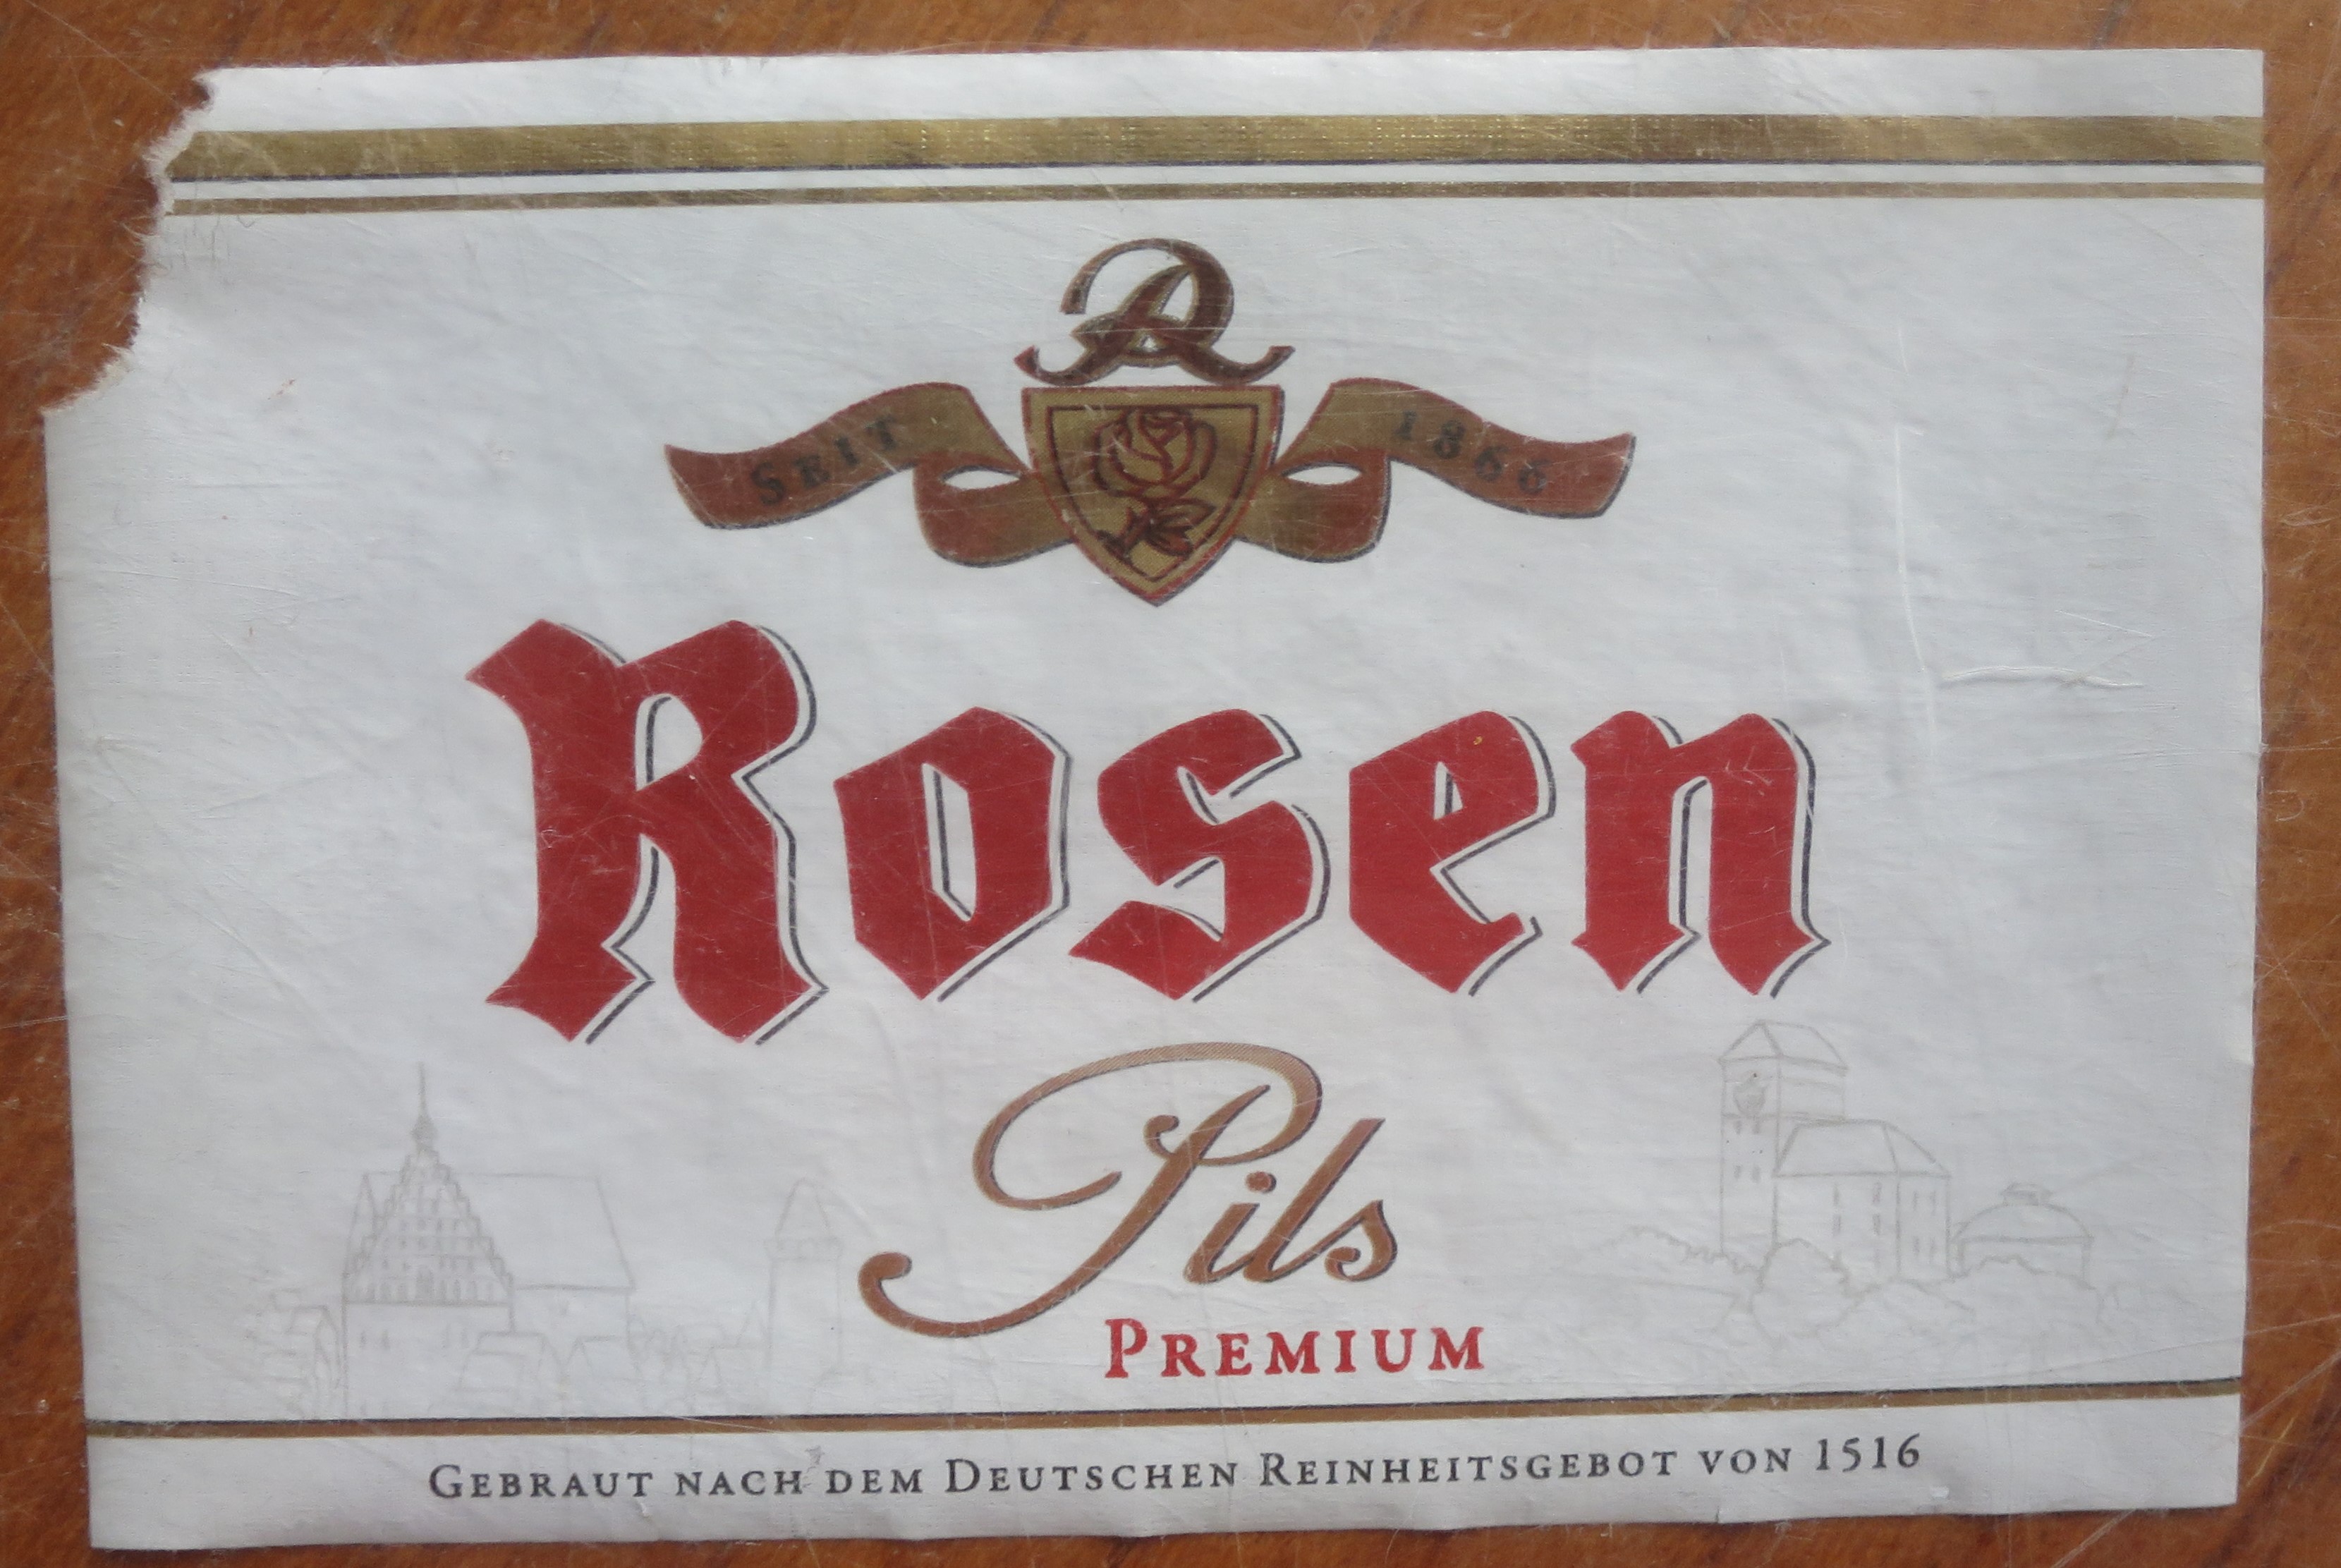 R
SEIT 1866
Rosen
Pils
PREMIUM
GEBRAUT NACH DEM DEUTSCHEN REINHEITSGEBOT VON 1516